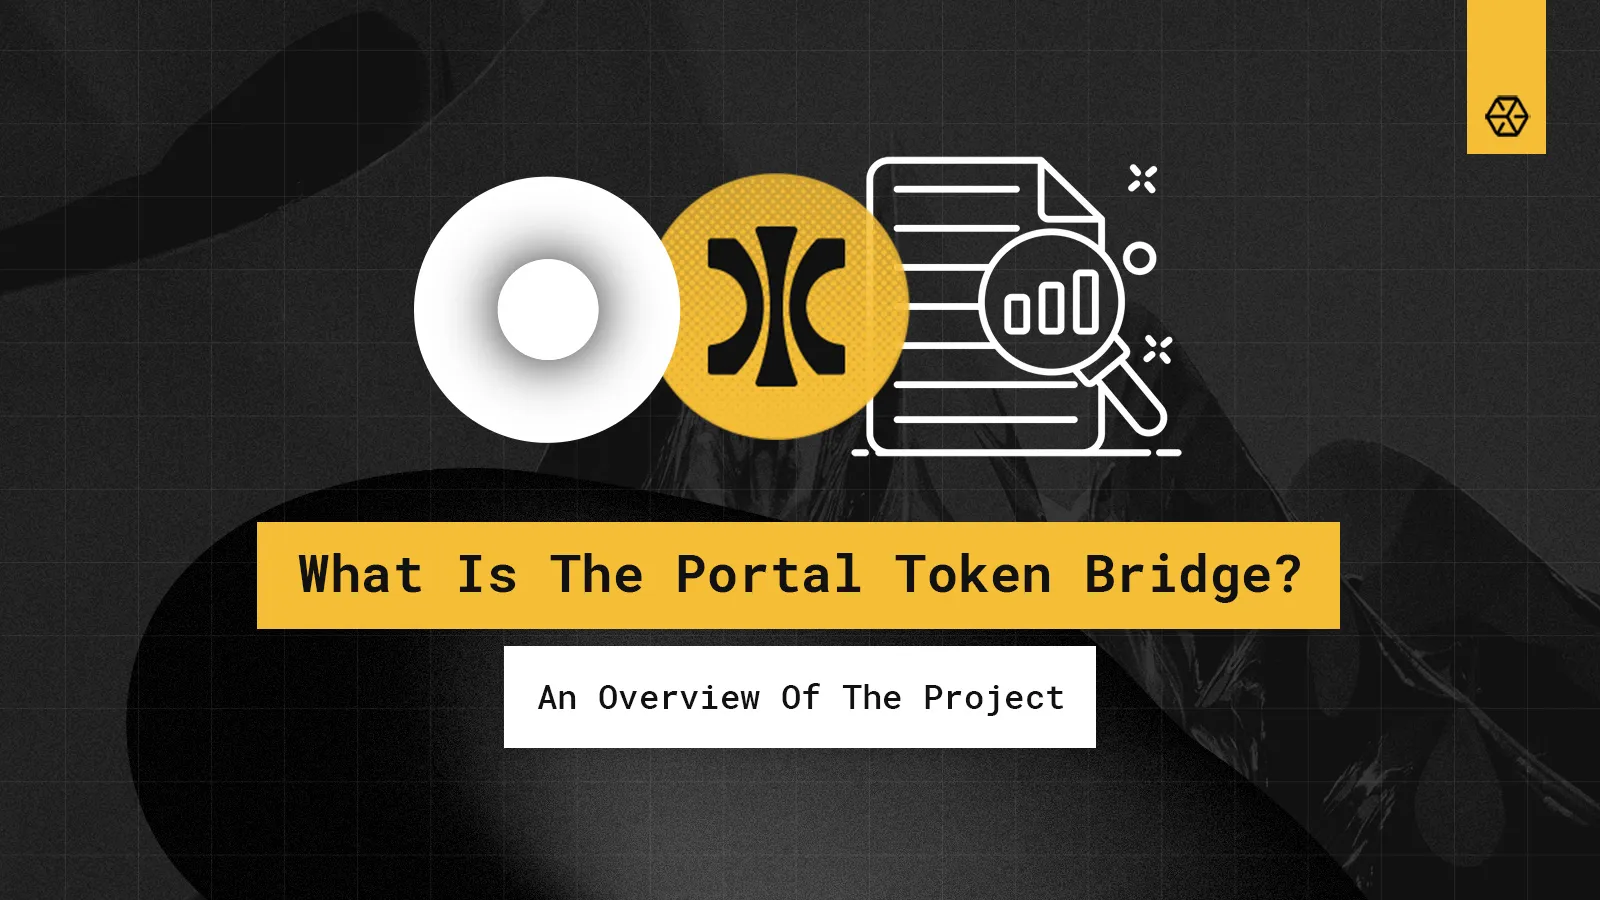 What Is The Portal Token Bridge?
An Overview Of The Project